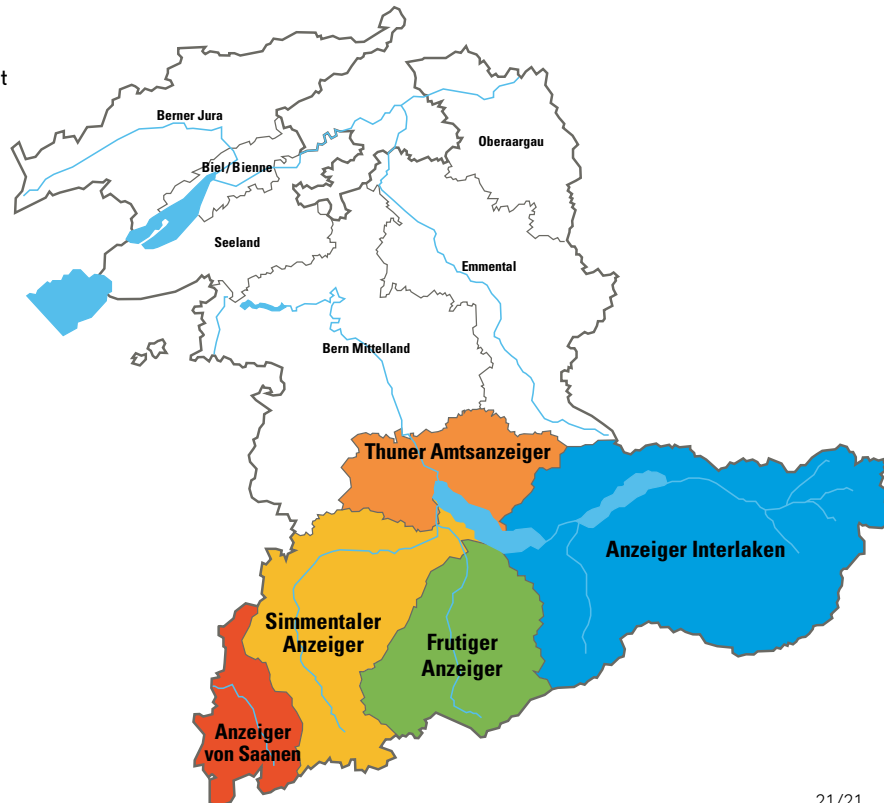 t
Berner Jura
Oberaargau
Biel/Bienne
Seeland
Emmental
Bern Mittelland
Thuner Amtsanzeiger
Anzeiger Interlaken
Simmentaler
Anzeiger
Frutiger
Anzeiger
Anzeiger
von Saanen
21/21